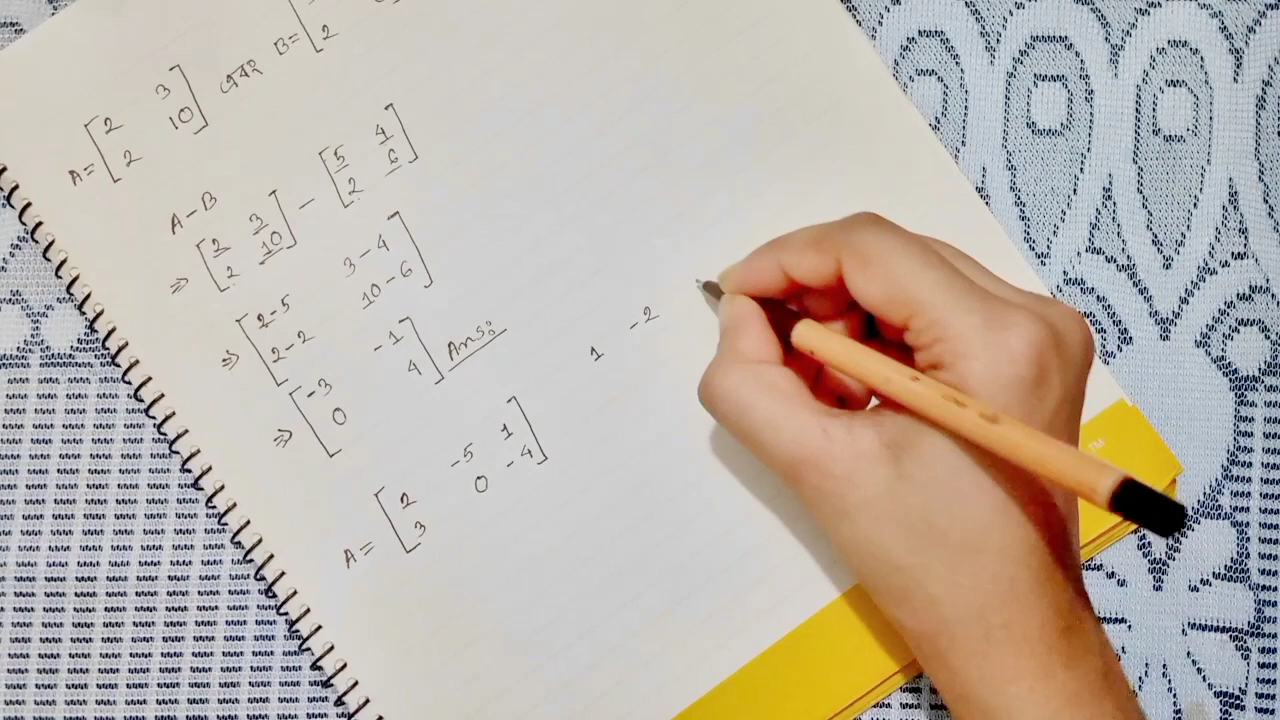 A = [2 3
2 10] এবং B = [
2
A - B
⇒ [2 3
2 10] - [5 4
2 6]
⇒ [2-5 3-4
2-2 10-6]
⇒ [-3 -1
0 4] Ans:
A = [2 -5 1
3 0 -4]
1 -2
TM